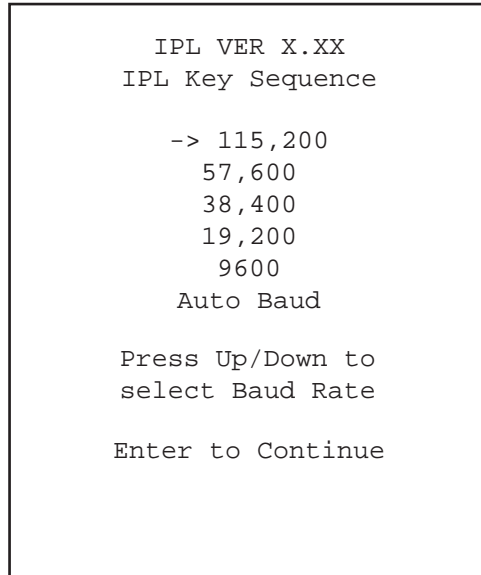 IPL VER X.XX
IPL Key Sequence
-> 115,200
57,600
38,400
19,200
9600
Auto Baud
Press Up/Down to
select Baud Rate
Enter to Continue